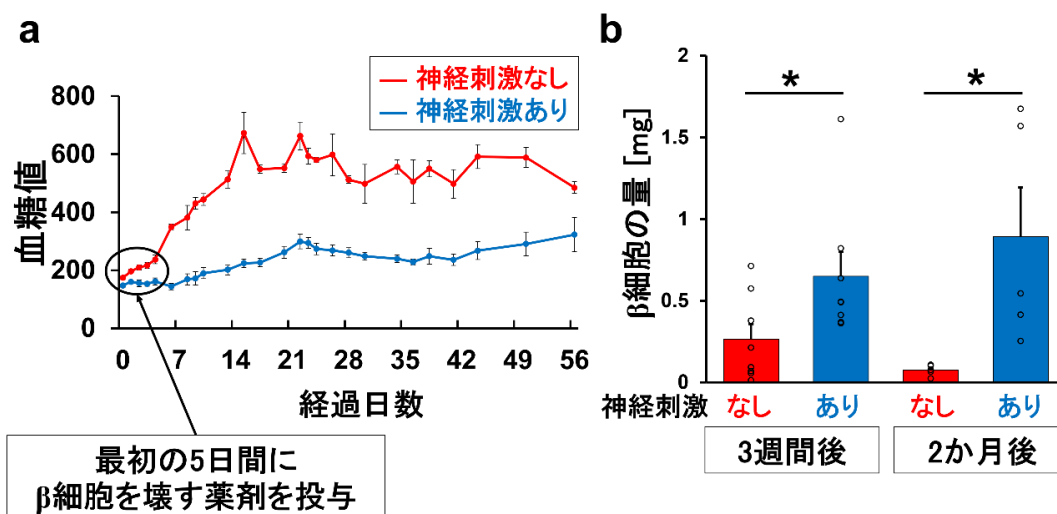 a
神経刺激なし
神経刺激あり
血糖値
800
600
400
200
0
0 7 14 21 28 35 42 49 56
経過日数
最初の5日間に
β細胞を壊す薬剤を投与
b
β細胞の量 [mg]
2
1.5
1
0.5
0
* *
神経刺激 なし あり なし あり
3週間後 2か月後